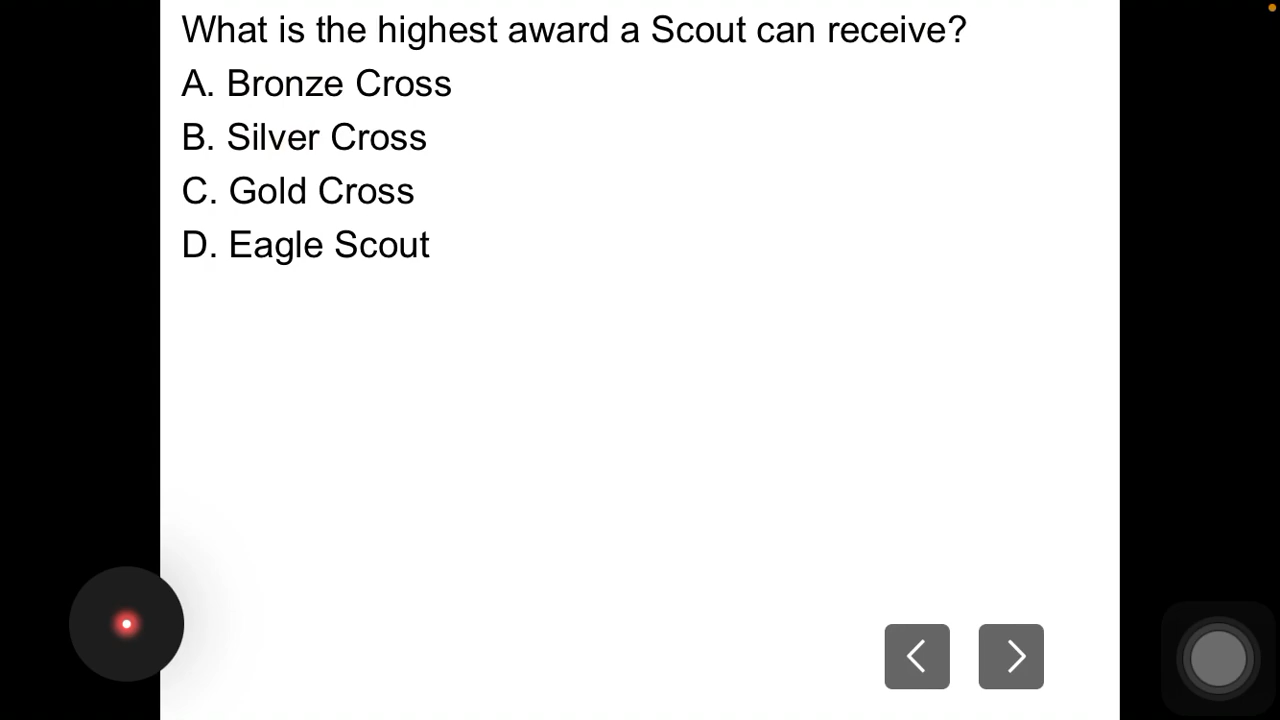 What is the highest award a Scout can receive?
A. Bronze Cross
B. Silver Cross
C. Gold Cross
D. Eagle Scout